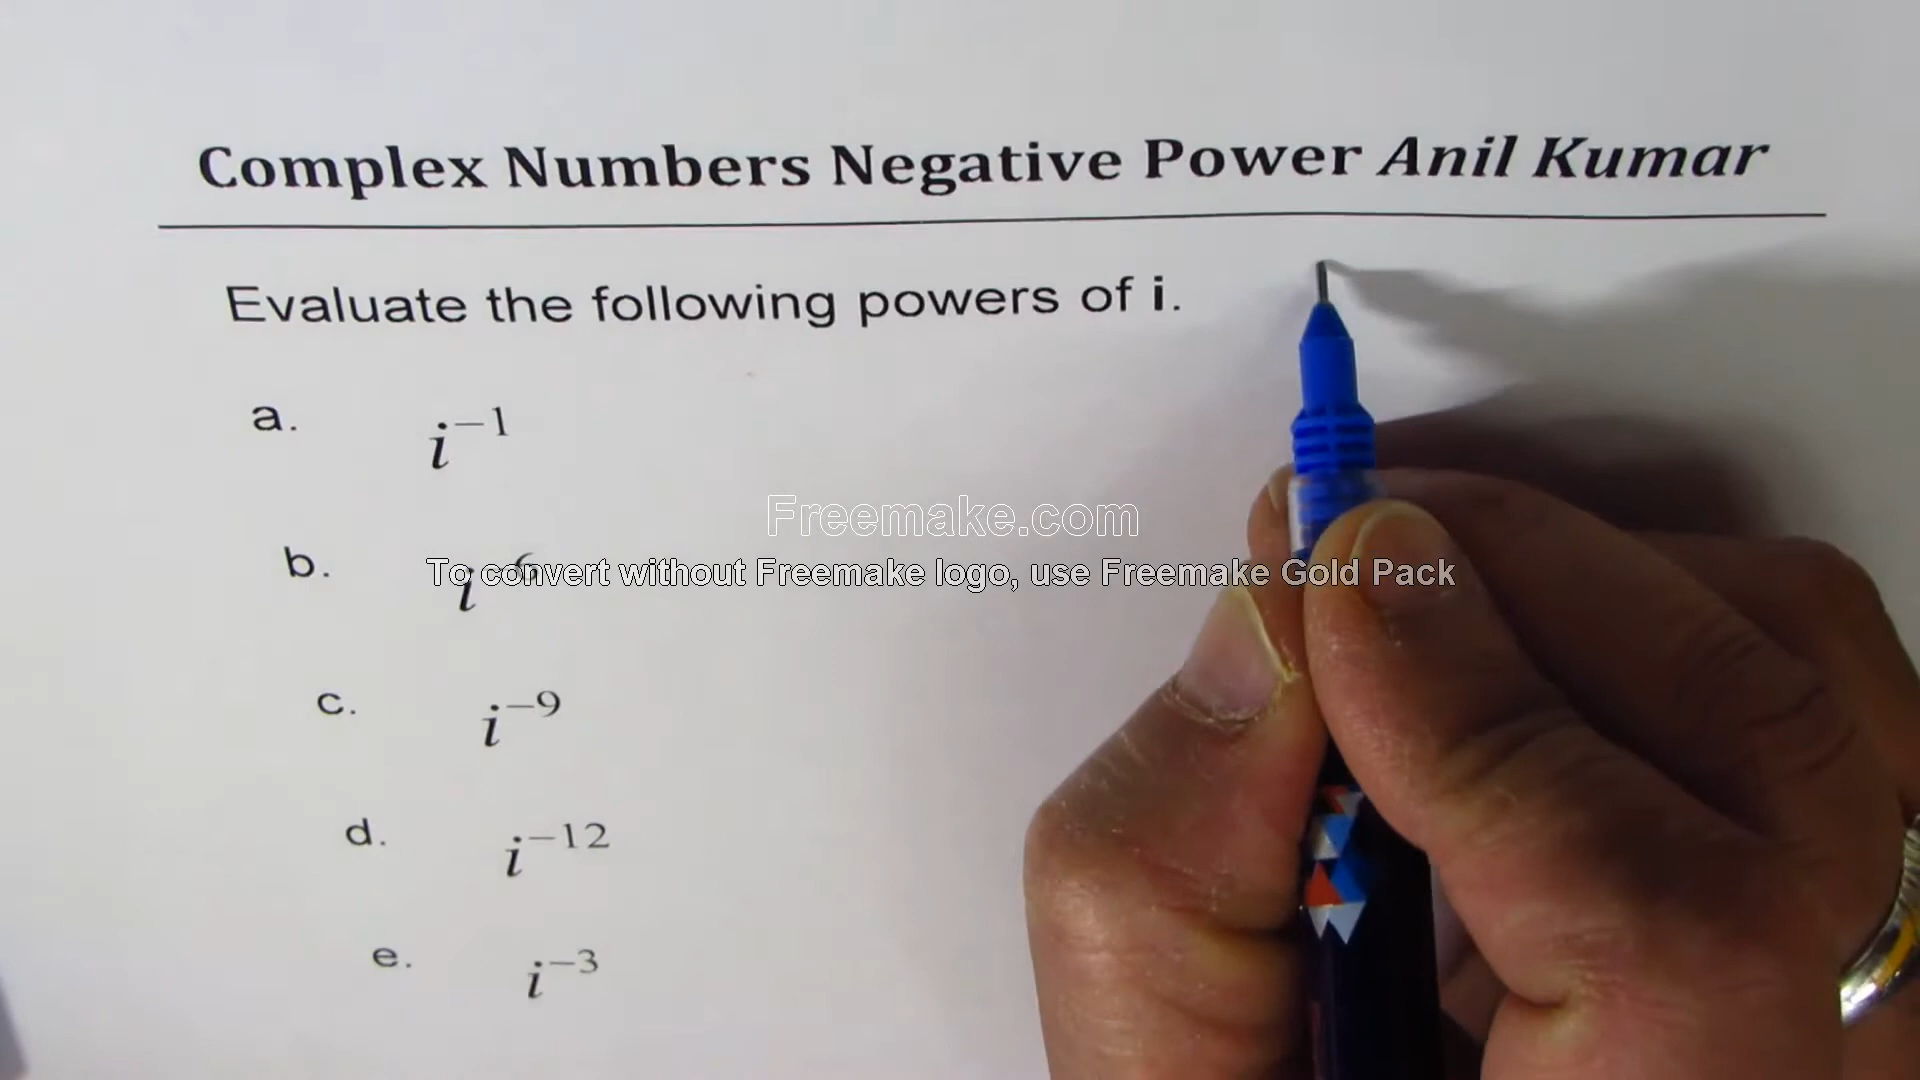 Complex Numbers Negative Power Anil Kumar
Evaluate the following powers of i.
a. i⁻¹
Freemake.com
b. i⁻⁶
To convert without Freemake logo, use Freemake Gold Pack
c. i⁻⁹
d. i⁻¹²
e. i⁻³